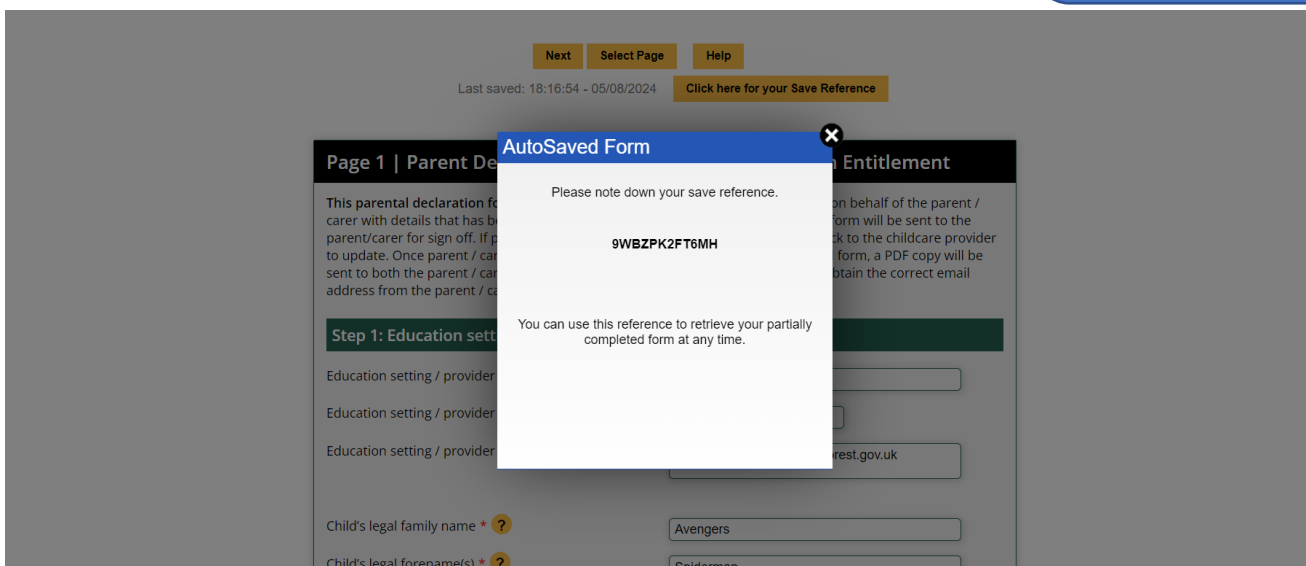 Next Select Page Help
Last saved: 18:16:54 - 05/08/2024 Click here for your Save Reference
AutoSaved Form
Page 1 | Parent De Entitlement
Please note down your save reference.
This parental declaration fo on behalf of the parent /
carer with details that has be form will be sent to the
parent/carer for sign off. If p ck to the childcare provider
9WBZPK2FT6MH
to update. Once parent / car form, a PDF copy will be
sent to both the parent / car btain the correct email
address from the parent / ca
You can use this reference to retrieve your partially
completed form at any time.
Step 1: Education sett
Education setting / provider
Education setting / provider
Education setting / provider rest.gov.uk
Child's legal family name * ? Avengers
Child's legal forename(s) * ? Spiderman